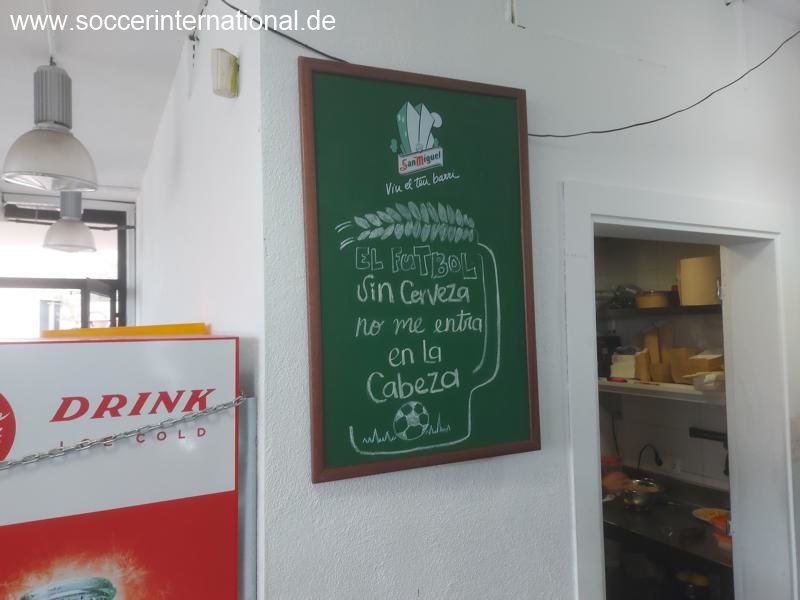 www.soccerinternational.de
San Miguel
Viu el teu barri
EL FUTBOL
Sin Cerveza
no me entra
en La
Cabeza
DRINK
ICE COLD